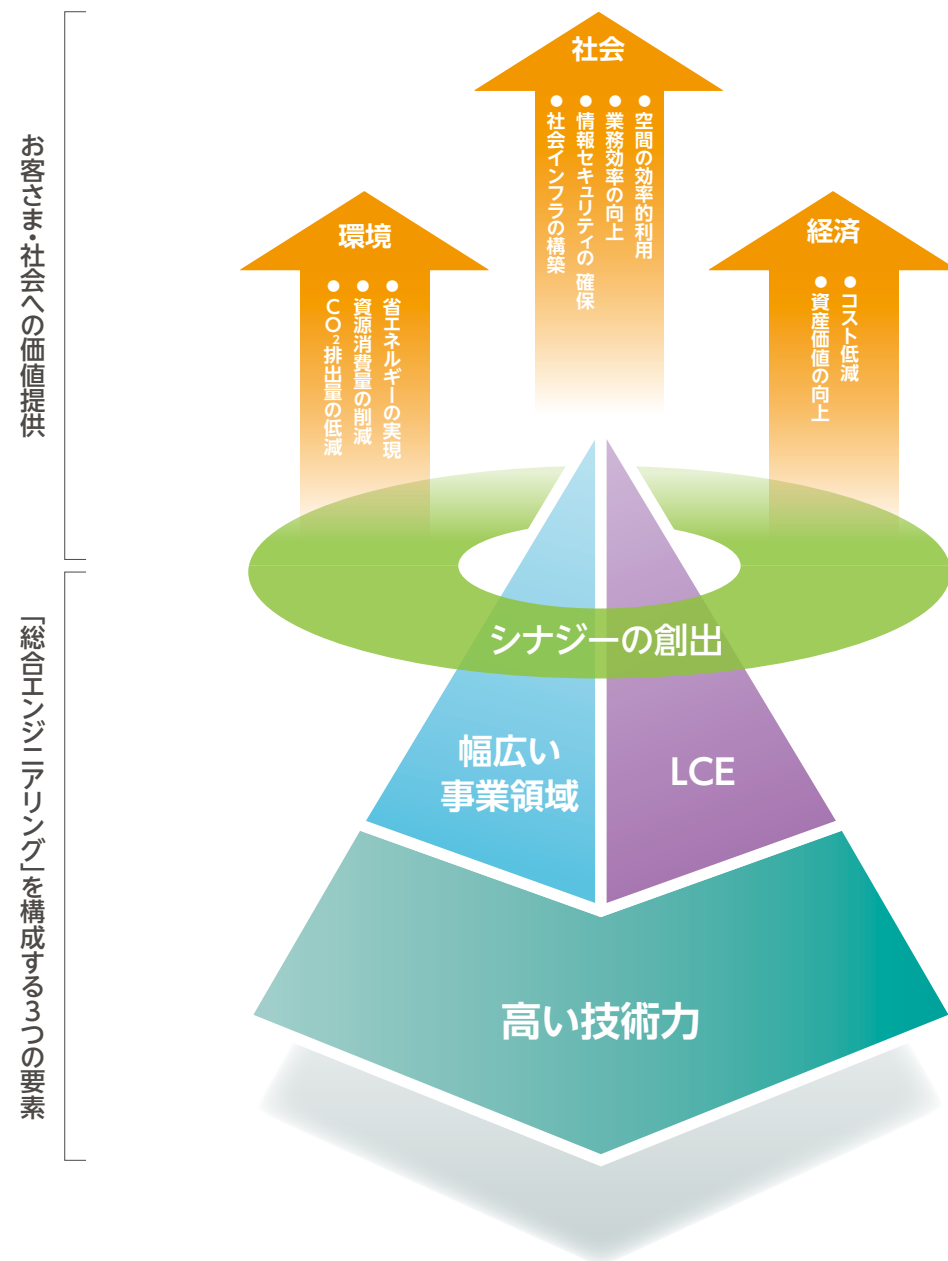 お客さま・社会への価値提供
社会
● 空間の効率的利用
● 業務効率の向上
● 情報セキュリティの 確保
● 社会インフラの構築
環境
● 省エネルギーの実現
● 資源消費量の削減
● CO₂排出量の低減
経済
● コスト低減
● 資産価値の向上
「総合エンジニアリング」を構成する3つの要素
シナジーの創出
幅広い
事業領域
LCE
高い技術力